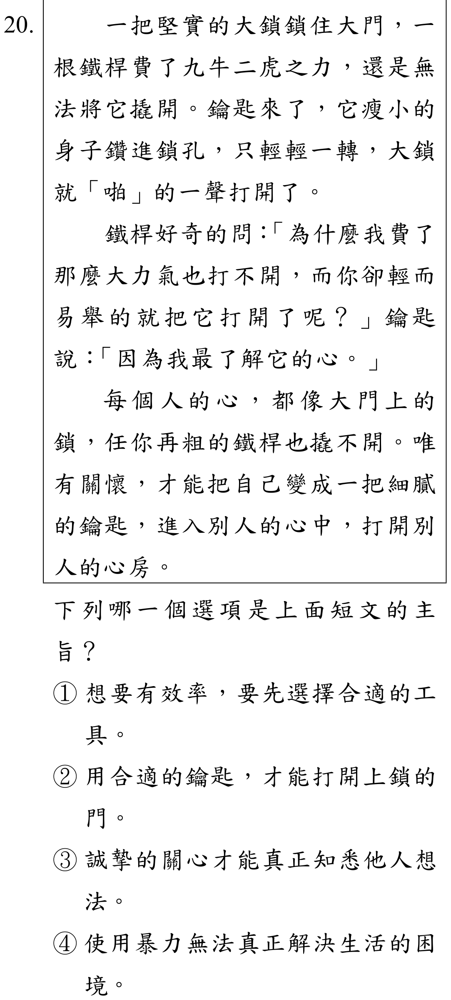 20.
一把堅實的大鎖鎖住大門，一
根鐵桿費了九牛二虎之力，還是無
法將它撬開。鑰匙來了，它瘦小的
身子鑽進鎖孔，只輕輕一轉，大鎖
就「啪」的一聲打開了。
鐵桿好奇的問：「為什麼我費了
那麼大力氣也打不開，而你卻輕而
易舉的就把它打開了呢？」鑰匙
說：「因為我最了解它的心。」
每個人的心，都像大門上的
鎖，任你再粗的鐵桿也撬不開。唯
有關懷，才能把自己變成一把細膩
的鑰匙，進入別人的心中，打開別
人的心房。
下列哪一個選項是上面短文的主
旨？
① 想要有效率，要先選擇合適的工
具。
② 用合適的鑰匙，才能打開上鎖的
門。
③ 誠摯的關心才能真正知悉他人想
法。
④ 使用暴力無法真正解決生活的困
境。